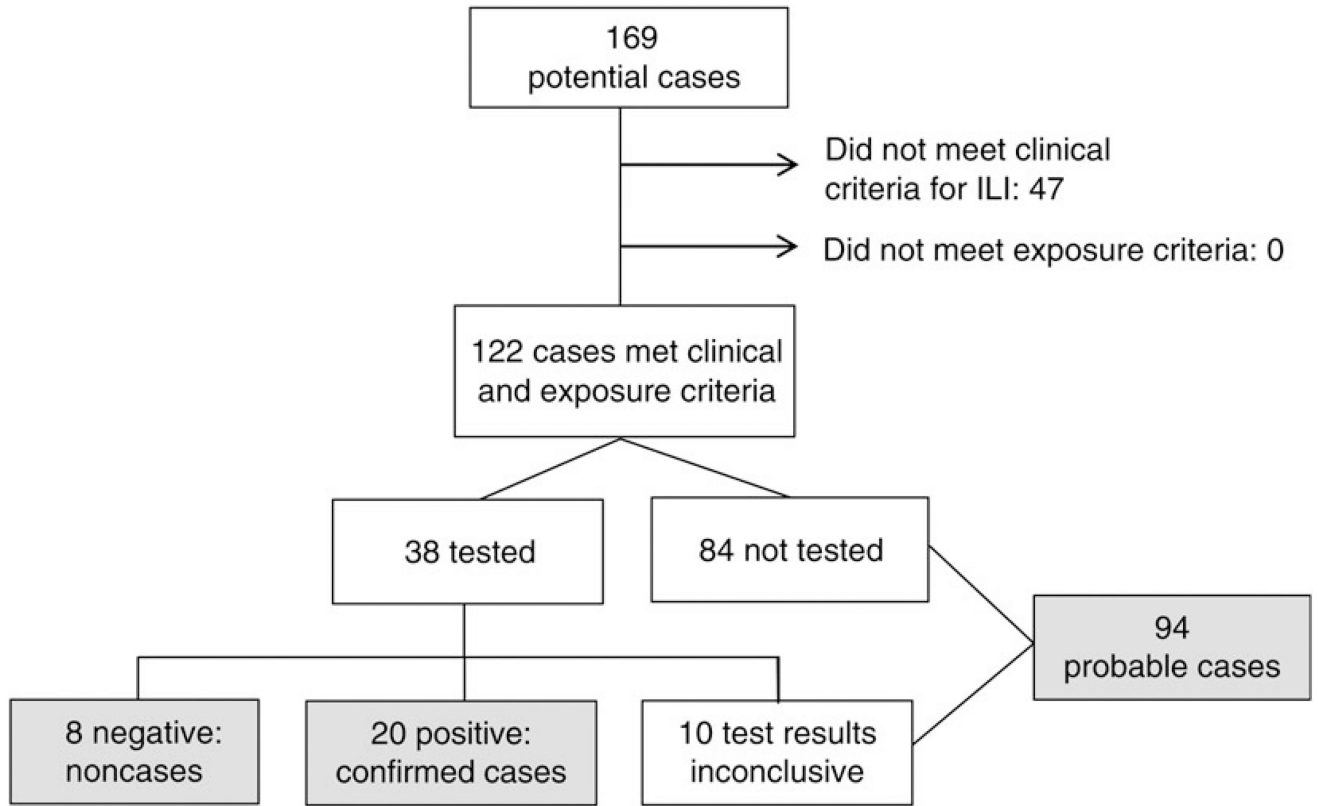 169
potential cases
Did not meet clinical
criteria for ILI: 47
Did not meet exposure criteria: 0
122 cases met clinical
and exposure criteria
38 tested
84 not tested
94
probable cases
8 negative:
noncases
20 positive:
confirmed cases
10 test results
inconclusive